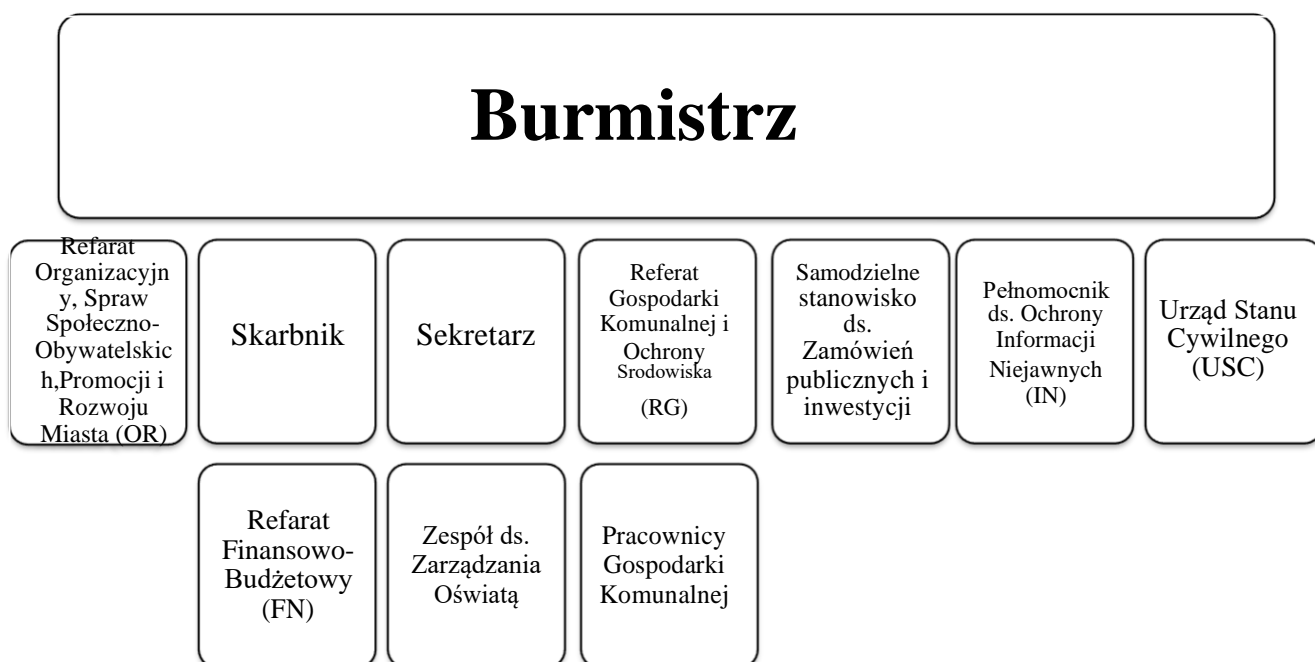 Burmistrz
Refarat
Organizacyjn
y, Spraw
Społeczno-
Obywatelskic
h,Promocji i
Rozwoju
Miasta (OR)
Skarbnik
Sekretarz
Referat
Gospodarki
Komunalnej i
Ochrony
Srodowiska
(RG)
Samodzielne
stanowisko
ds.
Zamówień
publicznych i
inwestycji
Pełnomocnik
ds. Ochrony
Informacji
Niejawnych
(IN)
Urząd Stanu
Cywilnego
(USC)
Refarat
Finansowo-
Budżetowy
(FN)
Zespół ds.
Zarządzania
Oświatą
Pracownicy
Gospodarki
Komunalnej